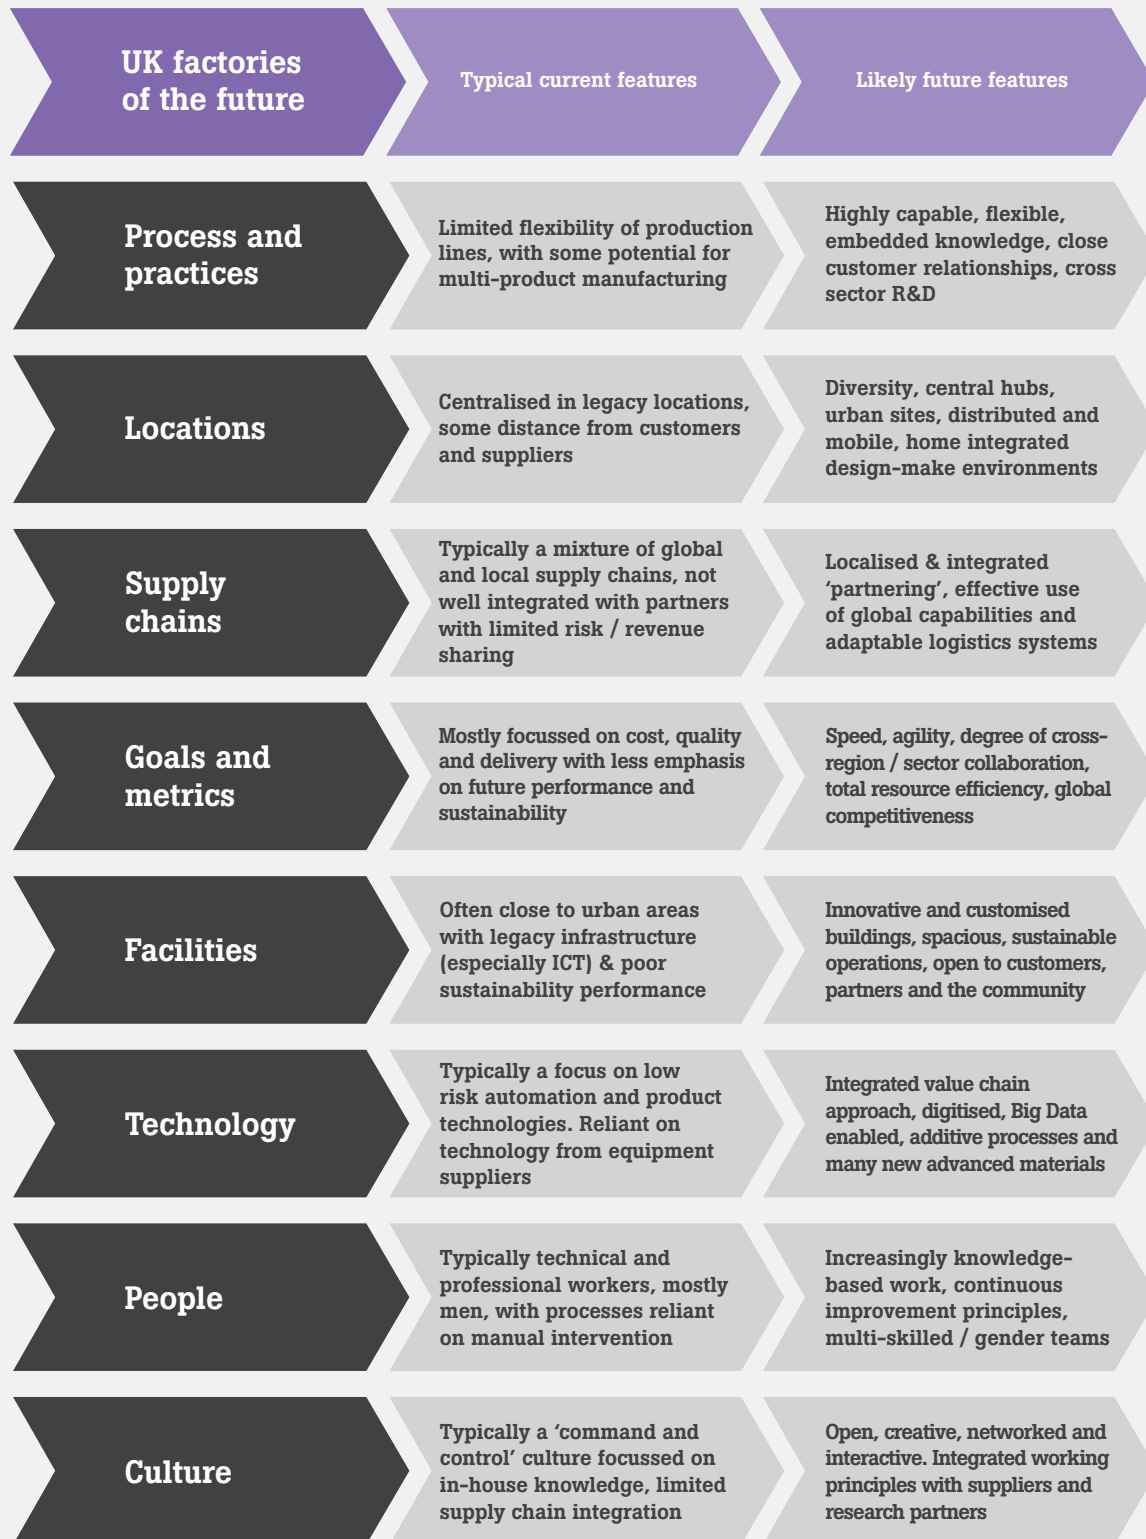 UK factories
of the future
Typical current features
Likely future features
Process and
practices
Limited flexibility of production
lines, with some potential for
multi-product manufacturing
Highly capable, flexible,
embedded knowledge, close
customer relationships, cross
sector R&D
Locations
Centralised in legacy locations,
some distance from customers
and suppliers
Diversity, central hubs,
urban sites, distributed and
mobile, home integrated
design-make environments
Supply
chains
Typically a mixture of global
and local supply chains, not
well integrated with partners
with limited risk / revenue
sharing
Localised & integrated
‘partnering’, effective use
of global capabilities and
adaptable logistics systems
Goals and
metrics
Mostly focussed on cost, quality
and delivery with less emphasis
on future performance and
sustainability
Speed, agility, degree of cross-
region / sector collaboration,
total resource efficiency, global
competitiveness
Facilities
Often close to urban areas
with legacy infrastructure
(especially ICT) & poor
sustainability performance
Innovative and customised
buildings, spacious, sustainable
operations, open to customers,
partners and the community
Technology
Typically a focus on low
risk automation and product
technologies. Reliant on
technology from equipment
suppliers
Integrated value chain
approach, digitised, Big Data
enabled, additive processes and
many new advanced materials
People
Typically technical and
professional workers, mostly
men, with processes reliant
on manual intervention
Increasingly knowledge-
based work, continuous
improvement principles,
multi-skilled / gender teams
Culture
Typically a ‘command and
control’ culture focussed on
in-house knowledge, limited
supply chain integration
Open, creative, networked and
interactive. Integrated working
principles with suppliers and
research partners